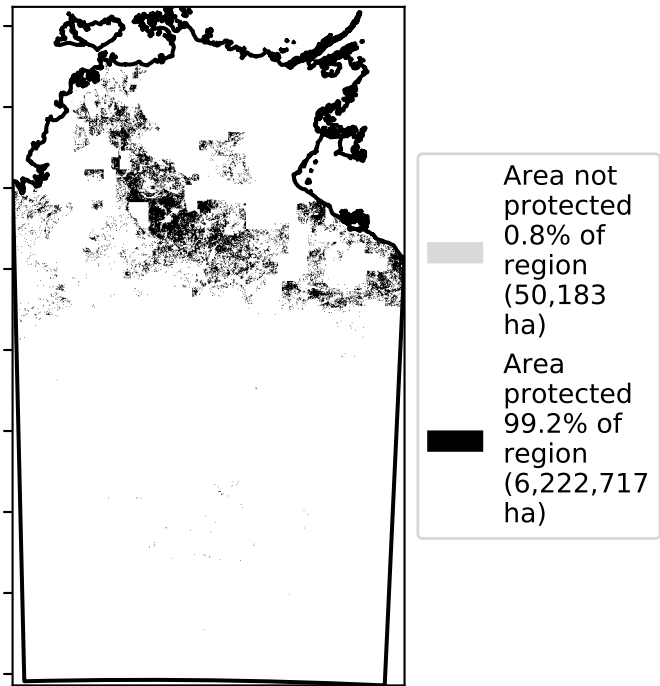 Area not
protected
0.8% of
region
(50,183
ha)
Area
protected
99.2% of
region
(6,222,717
ha)